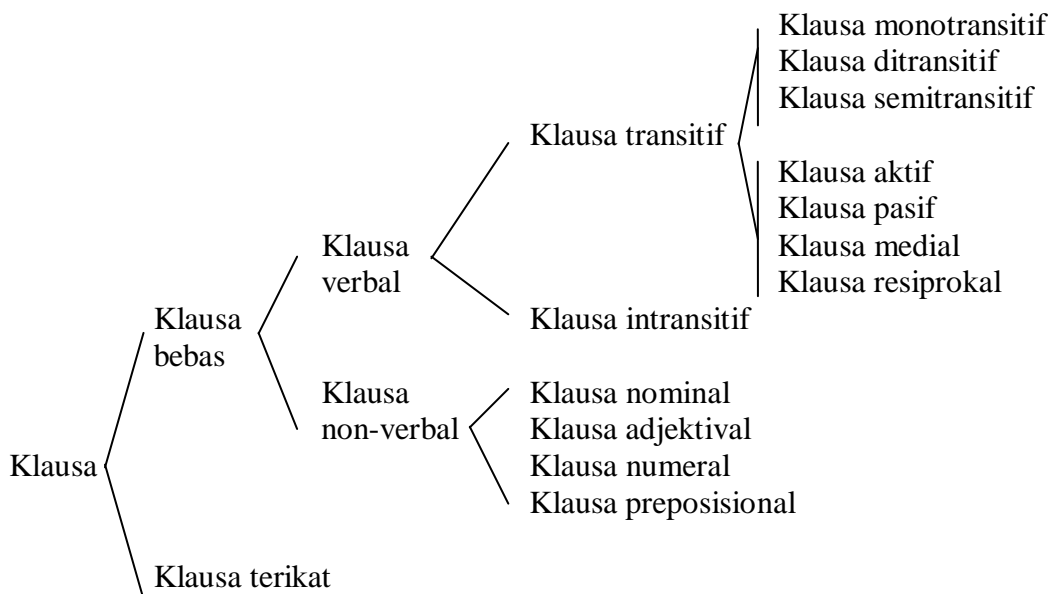 Klausa monotransitif
Klausa ditransitif
Klausa semitransitif
Klausa transitif
Klausa aktif
Klausa pasif
Klausa medial
Klausa resiprokal
Klausa
verbal
Klausa intransitif
Klausa
bebas
Klausa
non-verbal
Klausa nominal
Klausa adjektival
Klausa numeral
Klausa preposisional
Klausa
Klausa terikat